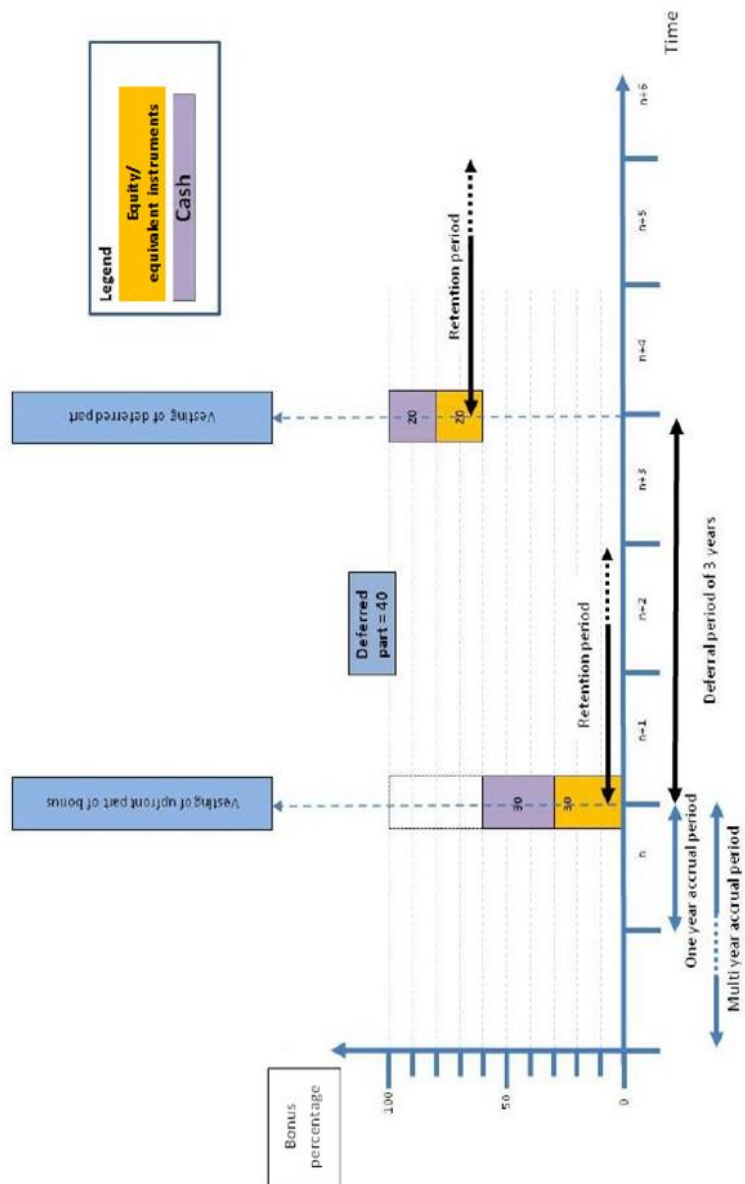 Bonus
percentage
100
50
0
Vesting of upfront part of bonus
Vesting of deferred part
Legend
Equity/
equivalent instruments
Cash
Deferred
part = 40
30
30
20
20
Retention period
Retention period
n
n+1
n+2
n+3
n+4
n+5
n+6
Time
One year accrual period
Multi year accrual period
Deferral period of 3 years